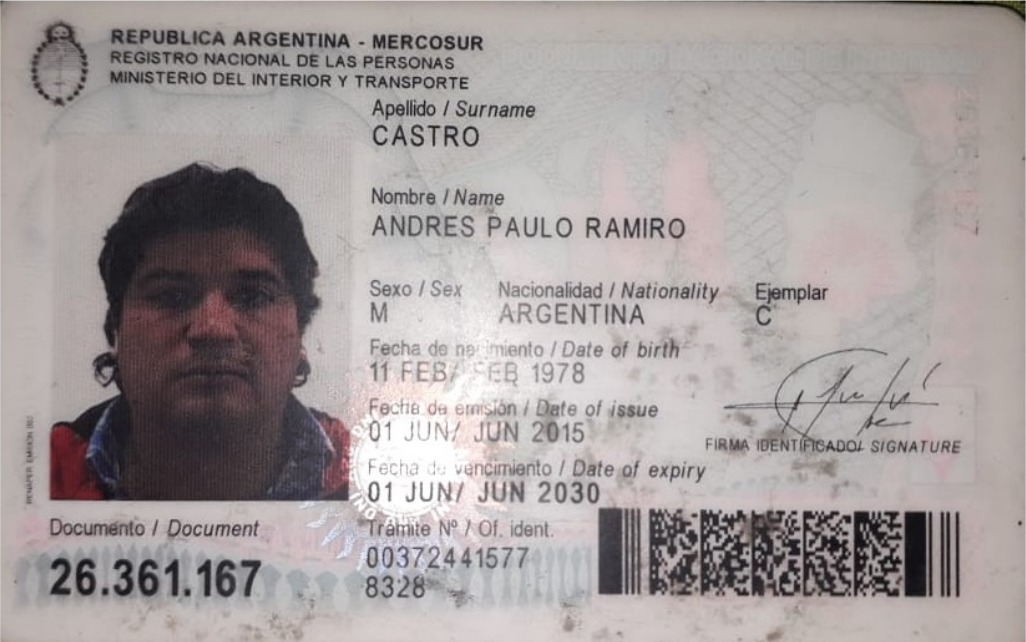 REPUBLICA ARGENTINA - MERCOSUR
REGISTRO NACIONAL DE LAS PERSONAS
MINISTERIO DEL INTERIOR Y TRANSPORTE
Apellido / Surname
CASTRO
Nombre / Name
ANDRES PAULO RAMIRO
Sexo / Sex Nacionalidad / Nationality Ejemplar
M ARGENTINA C
Fecha de nacimiento / Date of birth
11 FEB/ FEB 1978
Fecha de emisión / Date of issue
01 JUN/ JUN 2015
FIRMA IDENTIFICADO/ SIGNATURE
Fecha de vencimiento / Date of expiry
01 JUN/ JUN 2030
Documento / Document
26.361.167
Trámite Nº / Of. ident.
00372441577
8328